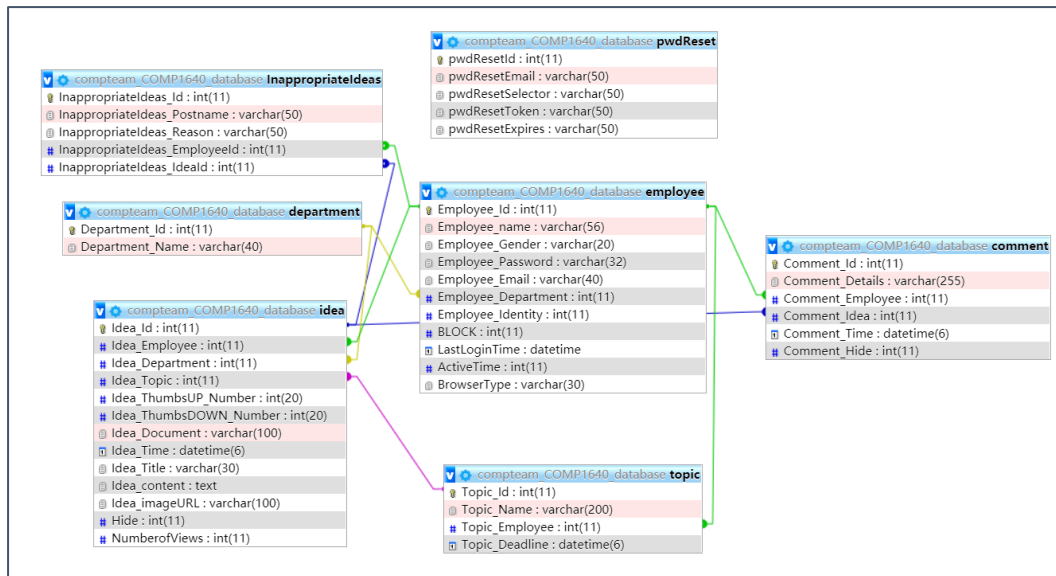 compteam_COMP1640_database pwdReset
pwdResetId : int(11)
pwdResetEmail : varchar(50)
pwdResetSelector : varchar(50)
pwdResetToken : varchar(50)
pwdResetExpires : varchar(50)
compteam_COMP1640_database InappropriateIdeas
InappropriateIdeas_Id : int(11)
InappropriateIdeas_Postname : varchar(50)
InappropriateIdeas_Reason : varchar(50)
InappropriateIdeas_EmployeeId : int(11)
InappropriateIdeas_IdeaId : int(11)
compteam_COMP1640_database department
Department_Id : int(11)
Department_Name : varchar(40)
compteam_COMP1640_database employee
Employee_Id : int(11)
Employee_name : varchar(56)
Employee_Gender : varchar(20)
Employee_Password : varchar(32)
Employee_Email : varchar(40)
Employee_Department : int(11)
Employee_Identity : int(11)
BLOCK : int(11)
LastLoginTime : datetime
ActiveTime : int(11)
BrowserType : varchar(30)
compteam_COMP1640_database comment
Comment_Id : int(11)
Comment_Details : varchar(255)
Comment_Employee : int(11)
Comment_Idea : int(11)
Comment_Time : datetime(6)
Comment_Hide : int(11)
compteam_COMP1640_database idea
Idea_Id : int(11)
Idea_Employee : int(11)
Idea_Department : int(11)
Idea_Topic : int(11)
Idea_ThumbsUP_Number : int(20)
Idea_ThumbsDOWN_Number : int(20)
Idea_Document : varchar(100)
Idea_Time : datetime(6)
Idea_Title : varchar(30)
Idea_content : text
Idea_imageURL : varchar(100)
Hide : int(11)
NumberofViews : int(11)
compteam_COMP1640_database topic
Topic_Id : int(11)
Topic_Name : varchar(200)
Topic_Employee : int(11)
Topic_Deadline : datetime(6)